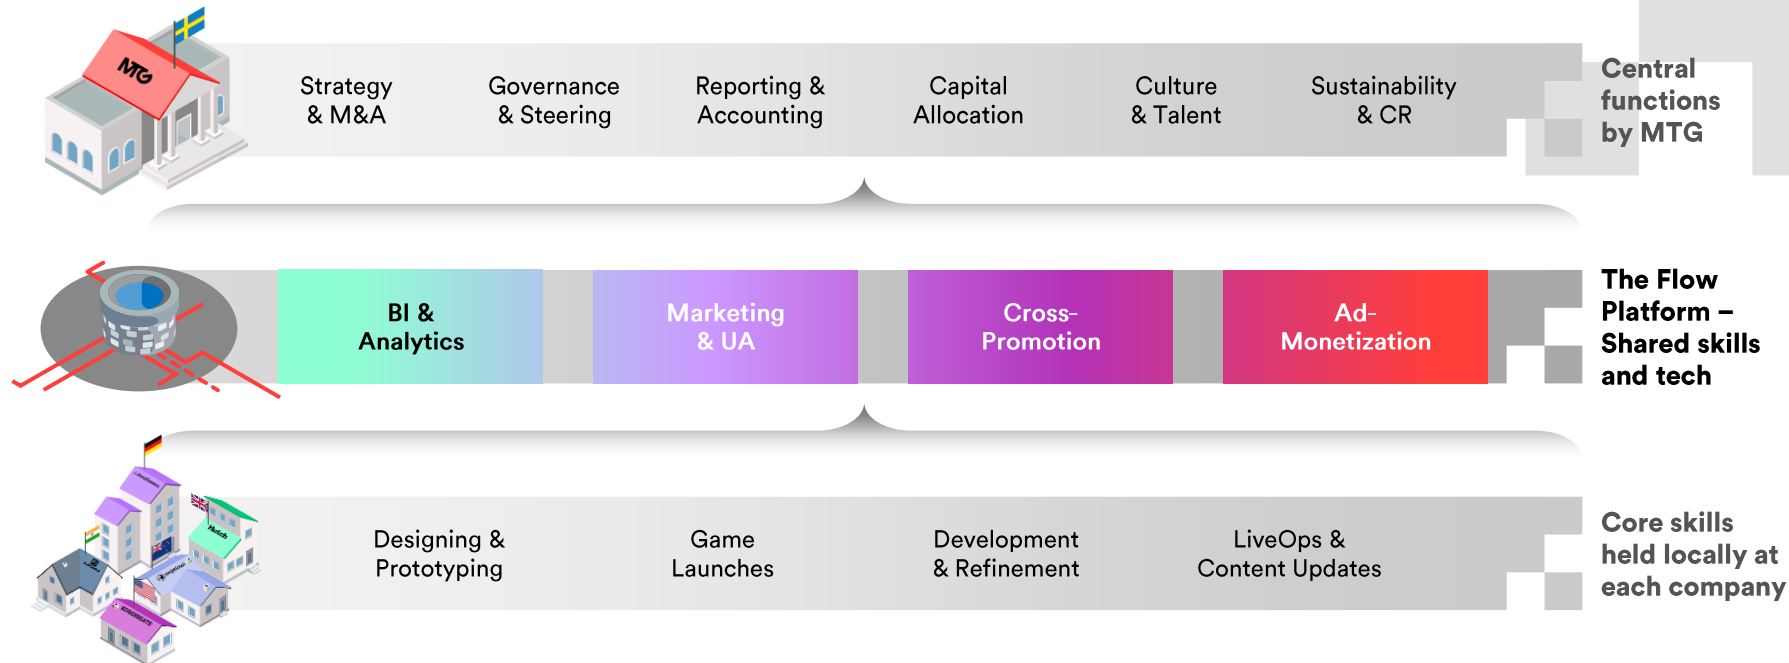 MTG
Strategy
& M&A
Governance
& Steering
Reporting &
Accounting
Capital
Allocation
Culture
& Talent
Sustainability
& CR
Central
functions
by MTG
BI &
Analytics
Marketing
& UA
Cross-
Promotion
Ad-
Monetization
The Flow
Platform –
Shared skills
and tech
Hutch
Designing &
Prototyping
Game
Launches
Development
& Refinement
LiveOps &
Content Updates
Core skills
held locally at
each company